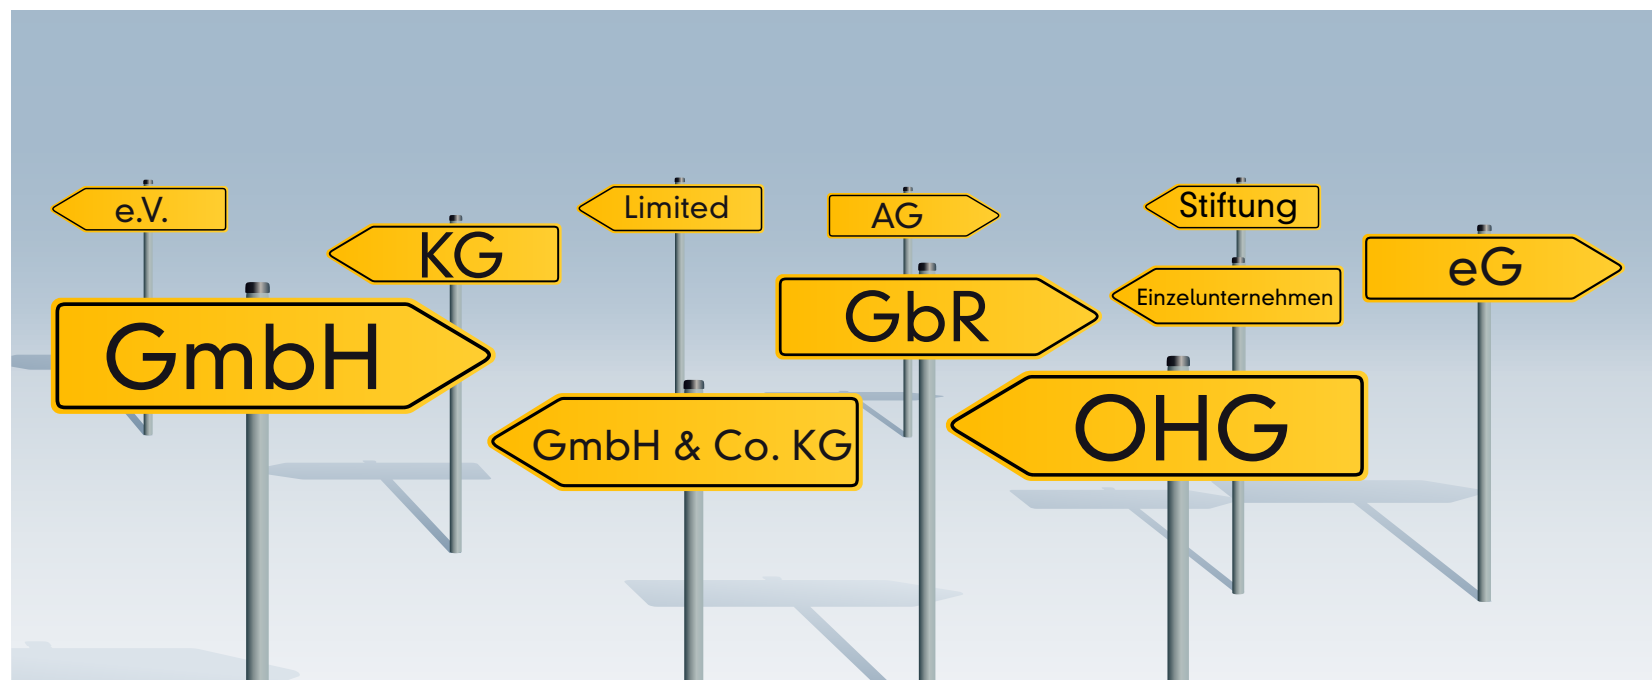 e.V.
KG
Limited
AG
Stiftung
eG
GmbH
GbR
Einzelunternehmen
GmbH & Co. KG
OHG